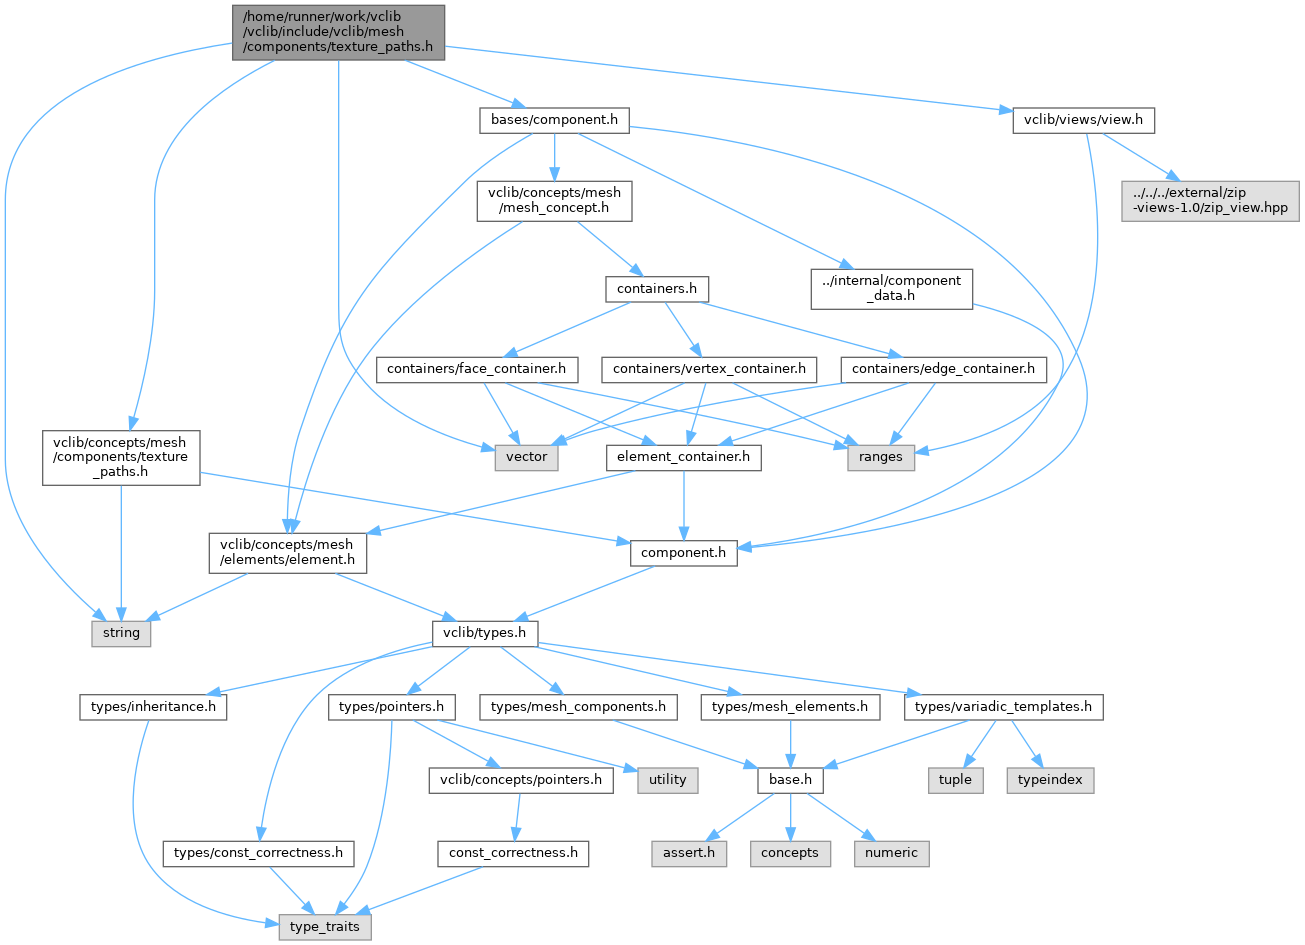 /home/runner/work/vclib
/vclib/include/vclib/mesh
/components/texture_paths.h
bases/component.h
vclib/views/view.h
vclib/concepts/mesh
/mesh_concept.h
../../../external/zip
-views-1.0/zip_view.hpp
containers.h
../internal/component
_data.h
containers/face_container.h
containers/vertex_container.h
containers/edge_container.h
vclib/concepts/mesh
/components/texture
_paths.h
vector
element_container.h
ranges
vclib/concepts/mesh
/elements/element.h
component.h
string
vclib/types.h
types/inheritance.h
types/pointers.h
types/mesh_components.h
types/mesh_elements.h
types/variadic_templates.h
vclib/concepts/pointers.h
utility
base.h
tuple
typeindex
types/const_correctness.h
const_correctness.h
assert.h
concepts
numeric
type_traits